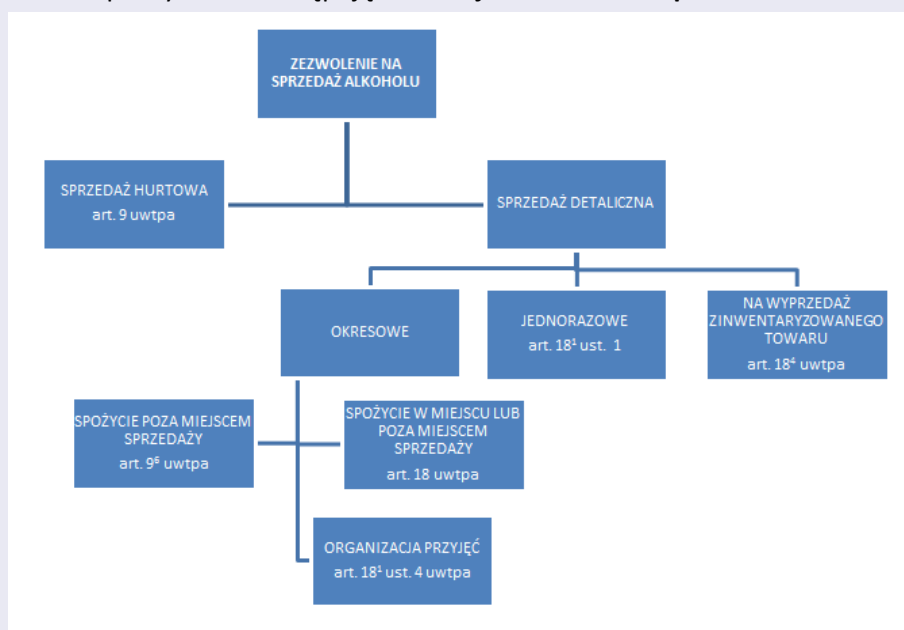 ZEZWOLENIE NA
SPRZEDAŻ ALKOHOLU
SPRZEDAŻ HURTOWA
art. 9 uwtpa
SPRZEDAŻ DETALICZNA
OKRESOWE
JEDNORAZOWE
art. 18¹ ust. 1
NA WYPRZEDAŻ
ZINWENTARYZOWANEGO
TOWARU
art. 18⁴ uwtpa
SPOŻYCIE POZA MIEJSCEM
SPRZEDAŻY
art. 9⁶ uwtpa
SPOŻYCIE W MIEJSCU LUB
POZA MIEJSCEM
SPRZEDAŻY
art. 18 uwtpa
ORGANIZACJA PRZYJĘĆ
art. 18¹ ust. 4 uwtpa